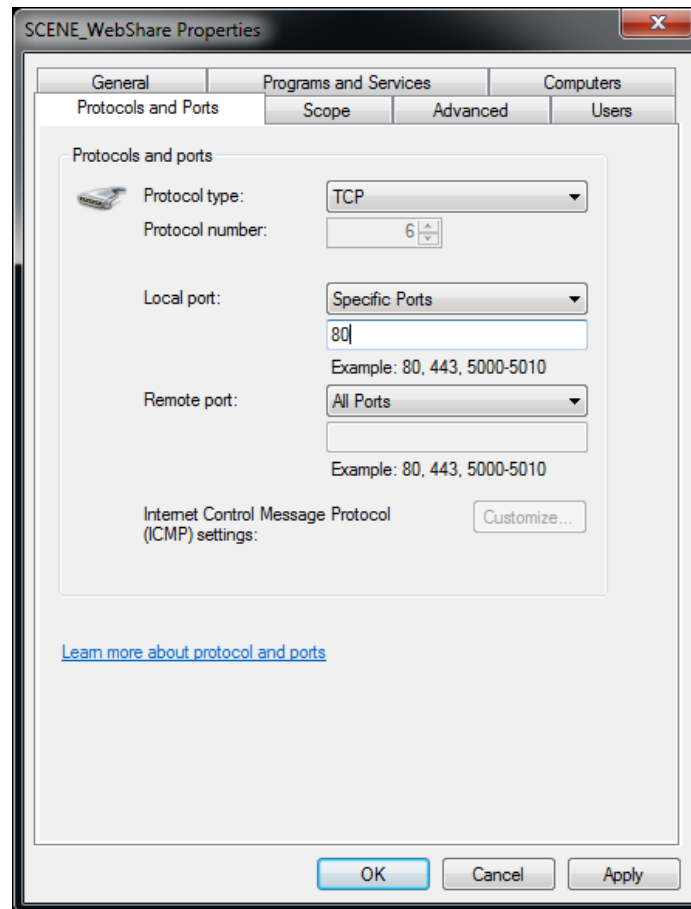 SCENE_WebShare Properties
General
Programs and Services
Computers
Protocols and Ports
Scope
Advanced
Users
Protocols and ports
Protocol type:
TCP
Protocol number:
6
Local port:
Specific Ports
80
Example: 80, 443, 5000-5010
Remote port:
All Ports
Example: 80, 443, 5000-5010
Internet Control Message Protocol
(ICMP) settings:
Customize...
Learn more about protocol and ports
OK
Cancel
Apply